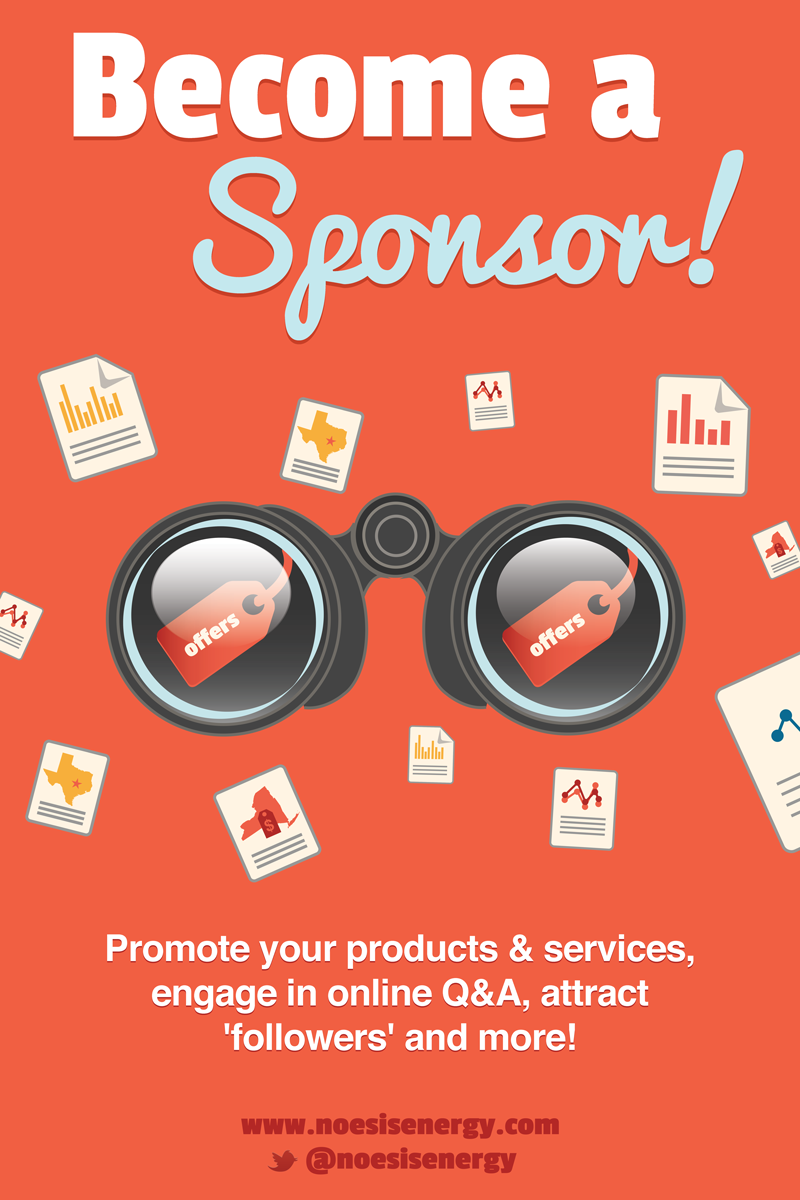 Become a
Sponsor!
offers
offers
$
Promote your products & services,
engage in online Q&A, attract
'followers' and more!
www.noesisenergy.com
@noesisenergy